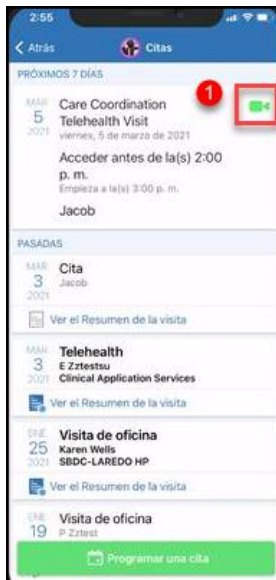 2:55
Atrás
Citas
PRÓXIMOS 7 DÍAS
MAR.
5
2021
Care Coordination
Telehealth Visit
viernes, 5 de marzo de 2021
Acceder antes de la(s) 2:00
p. m.
Empieza a la(s) 3:00 p. m.
Jacob
1
PASADAS
MAR.
3
2021
Cita
Jacob
Ver el Resumen de la visita
MAR.
3
2021
Telehealth
E Zztestsu
Clinical Application Services
Ver el Resumen de la visita
ENE.
25
2021
Visita de oficina
Karen Wells
SBDC-LAREDO HP
Ver el Resumen de la visita
ENE.
19
Visita de oficina
P Zztest
Programar una cita